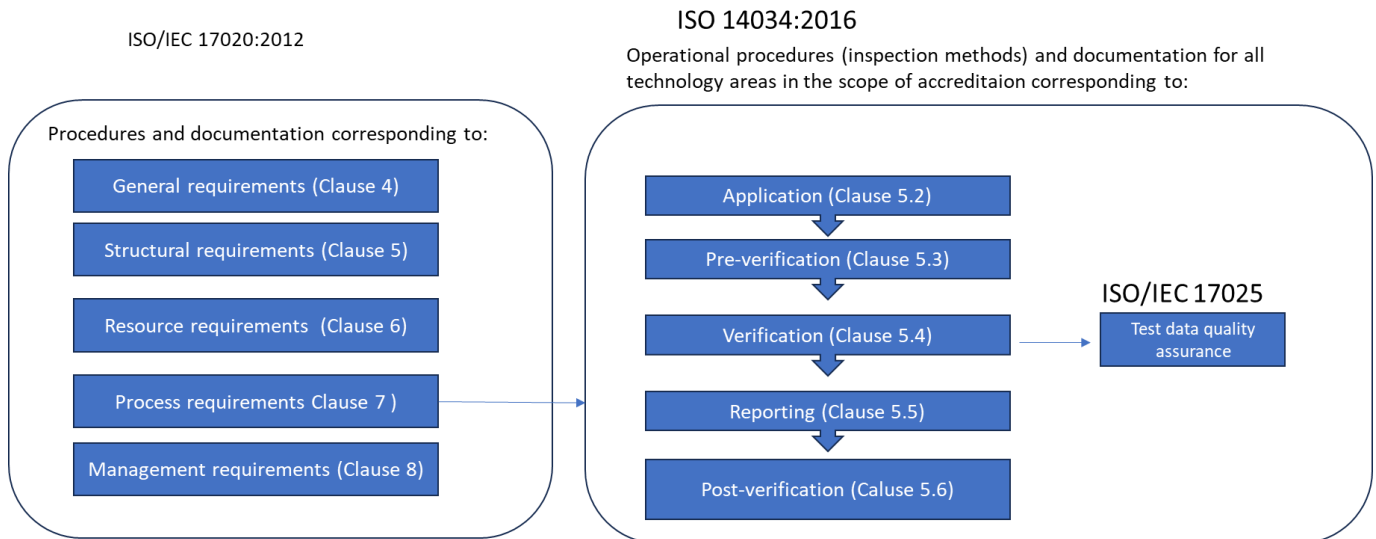 ISO/IEC 17020:2012
Procedures and documentation corresponding to:
General requirements (Clause 4)
Structural requirements (Clause 5)
Resource requirements  (Clause 6)
Process requirements Clause 7 )
Management requirements (Clause 8)
ISO 14034:2016
Operational procedures (inspection methods) and documentation for all
technology areas in the scope of accreditaion corresponding to:
Application (Clause 5.2)
Pre-verification (Clause 5.3)
Verification (Clause 5.4)
Reporting (Clause 5.5)
Post-verification (Caluse 5.6)
ISO/IEC 17025
Test data quality
assurance